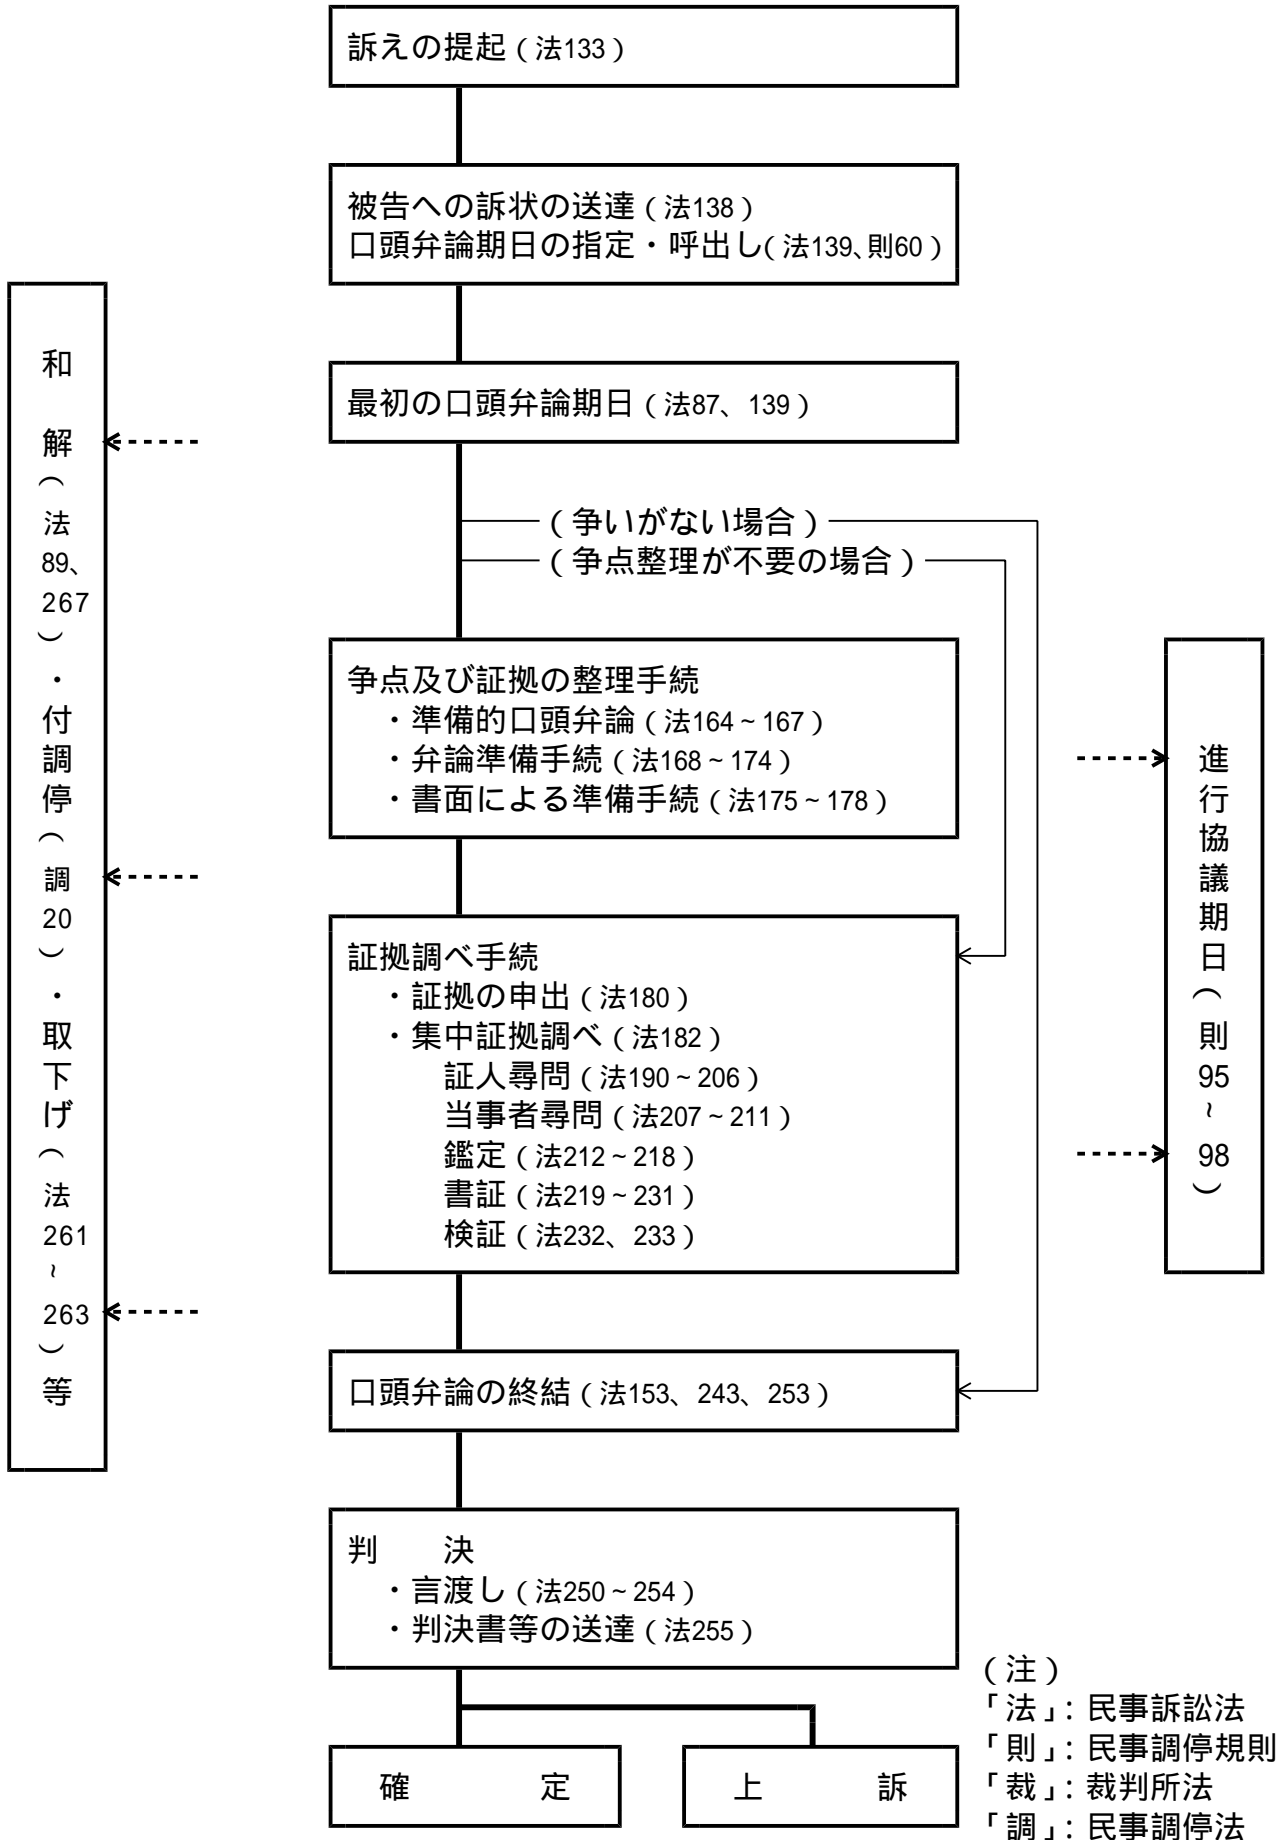 訴えの提起（法133）
被告への訴状の送達（法138）
口頭弁論期日の指定・呼出し（法139、則60）
最初の口頭弁論期日（法87、139）
（争いがない場合）
（争点整理が不要の場合）
争点及び証拠の整理手続
・準備的口頭弁論（法164～167）
・弁論準備手続（法168～174）
・書面による準備手続（法175～178）
証拠調べ手続
・証拠の申出（法180）
・集中証拠調べ（法182）
証人尋問（法190～206）
当事者尋問（法207～211）
鑑定（法212～218）
書証（法219～231）
検証（法232、233）
口頭弁論の終結（法153、243、253）
判　　決
・言渡し（法250～254）
・判決書等の送達（法255）
確　　　　定
上　　　　訴
和　解（法89、267）・付調停（調20）・取下げ（法261～263）等
進行協議期日（則95～98）
（注）
「法」：民事訴訟法
「則」：民事調停規則
「裁」：裁判所法
「調」：民事調停法